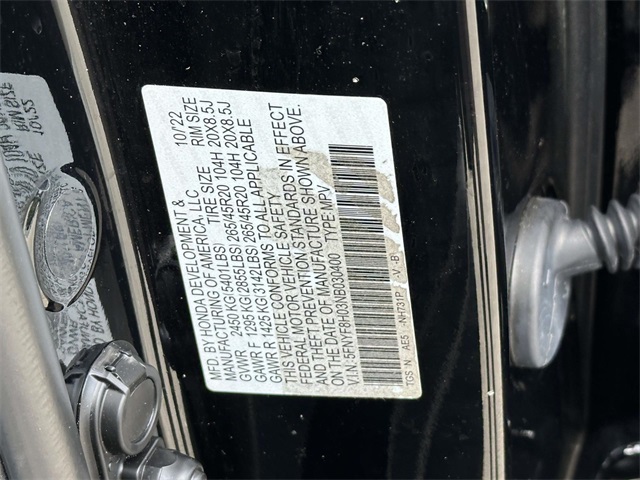 MFD. BY HONDA DEVELOPMENT & 10/'22
MANUFACTURING OF AMERICA, LLC
GVWR 2450 KG(5401LBS) TIRE SIZE RIM SIZE
GAWR F 1295 KG(2855LBS) 265/45R20 104H 20X8.5J
GAWR R 1425 KG(3142LBS) 265/45R20 104H 20X8.5J
THIS VEHICLE CONFORMS TO ALL APPLICABLE
FEDERAL MOTOR VEHICLE SAFETY
THEFT PREVENTION STANDARDS IN EFFECT
ON THE DATE OF MANUFACTURE SHOWN ABOVE.
V.I.N.:5FNYF8H03NB030400 TYPE:MPV
TGS N AE5 -NH731P -V -B